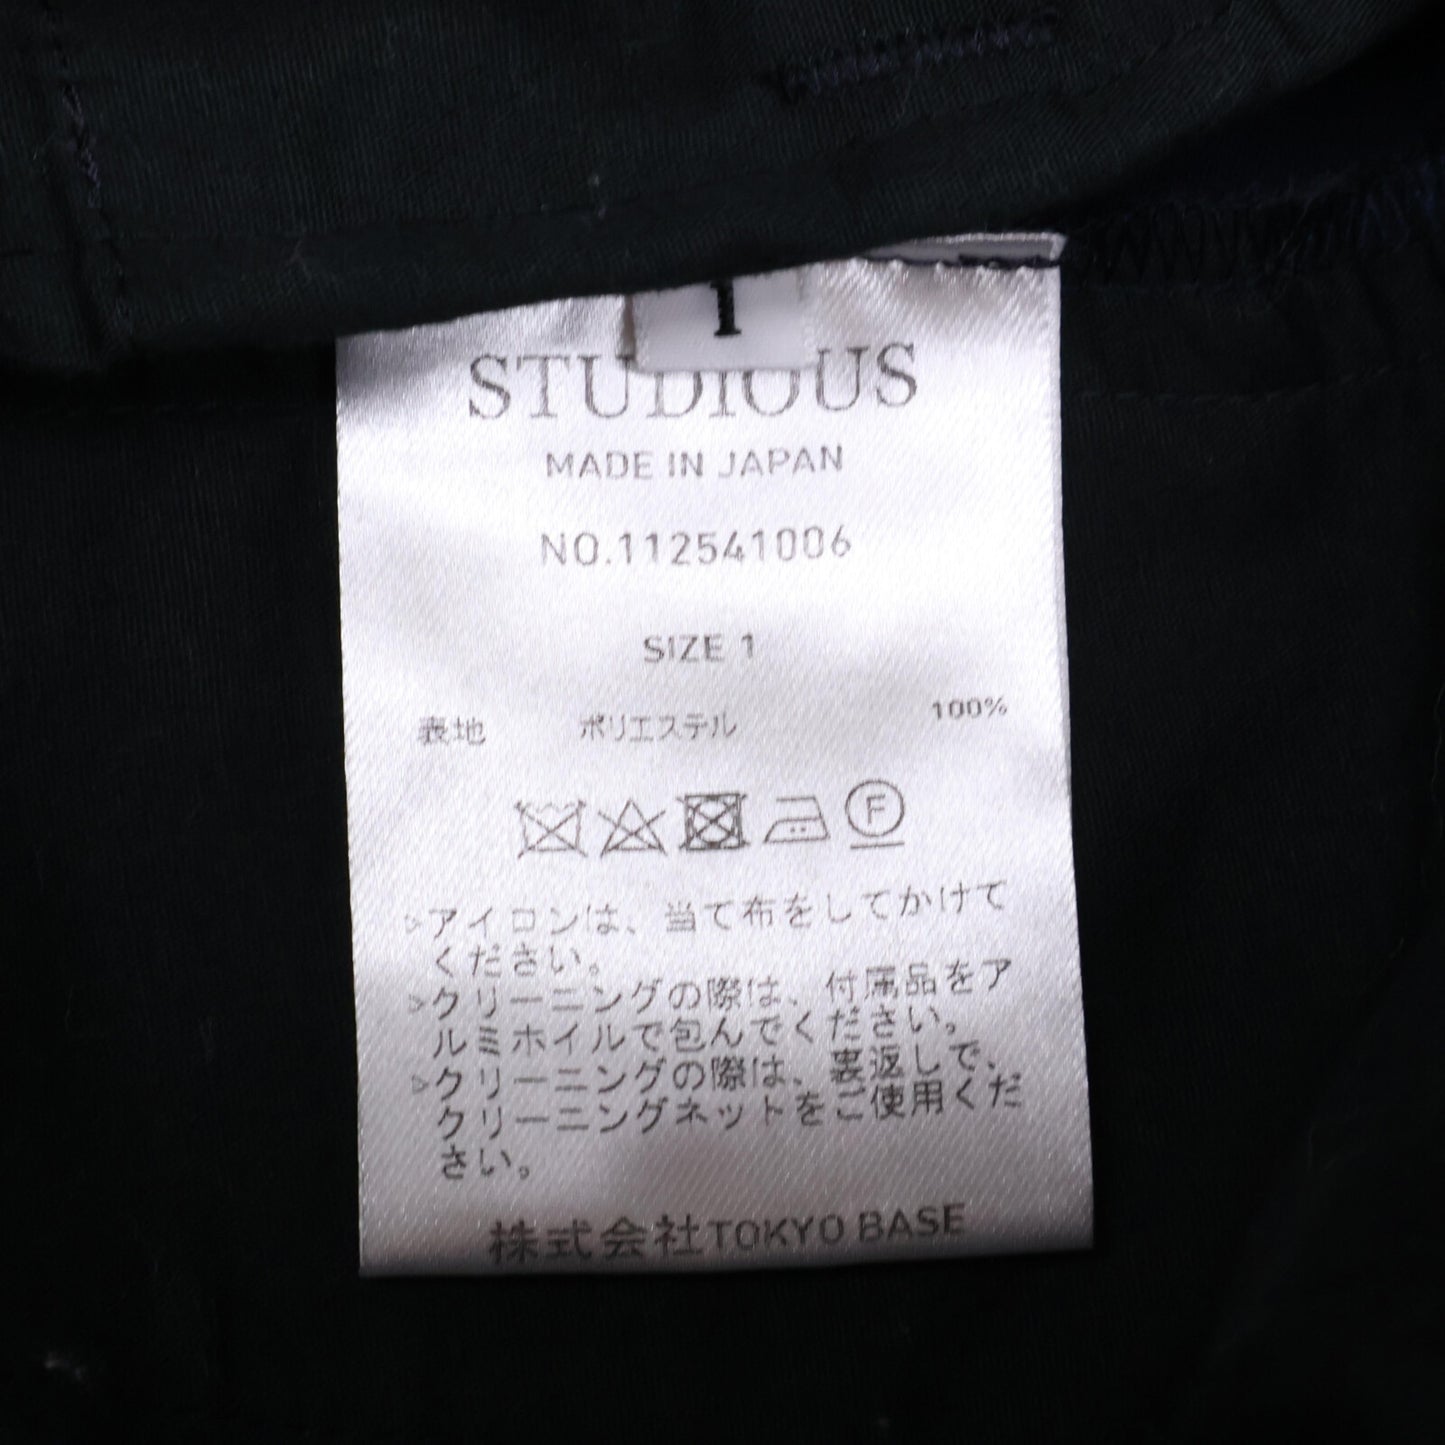 1
STUDIOUS
MADE IN JAPAN
NO.112541006
SIZE 1
表地 ポリエステル 100%
F
▷アイロンは、当て布をしてかけて
ください。
▷クリーニングの際は、付属品をア
ルミホイルで包んでください。
▷クリーニングの際は、裏返しで、
クリーニングネットをご使用くだ
さい。
株式会社TOKYO BASE